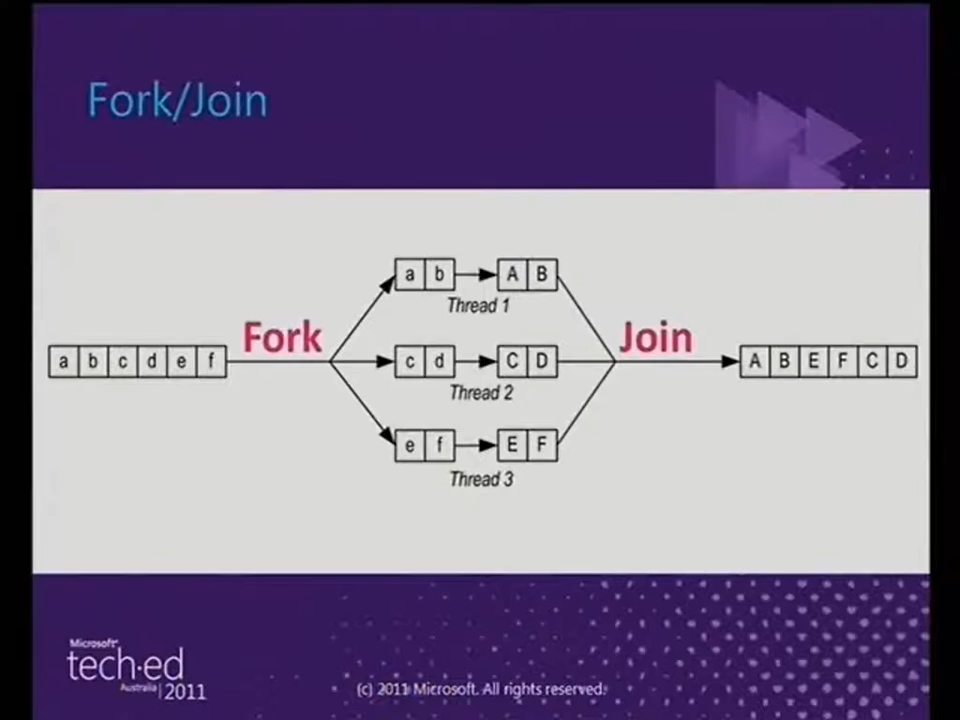 Fork/Join
a b A B
Thread 1
Fork Join
a b c d e f c d C D A B E F C D
Thread 2
e f E F
Thread 3
Microsoft
tech·ed
Australia | 2011
(c) 2011 Microsoft. All rights reserved.